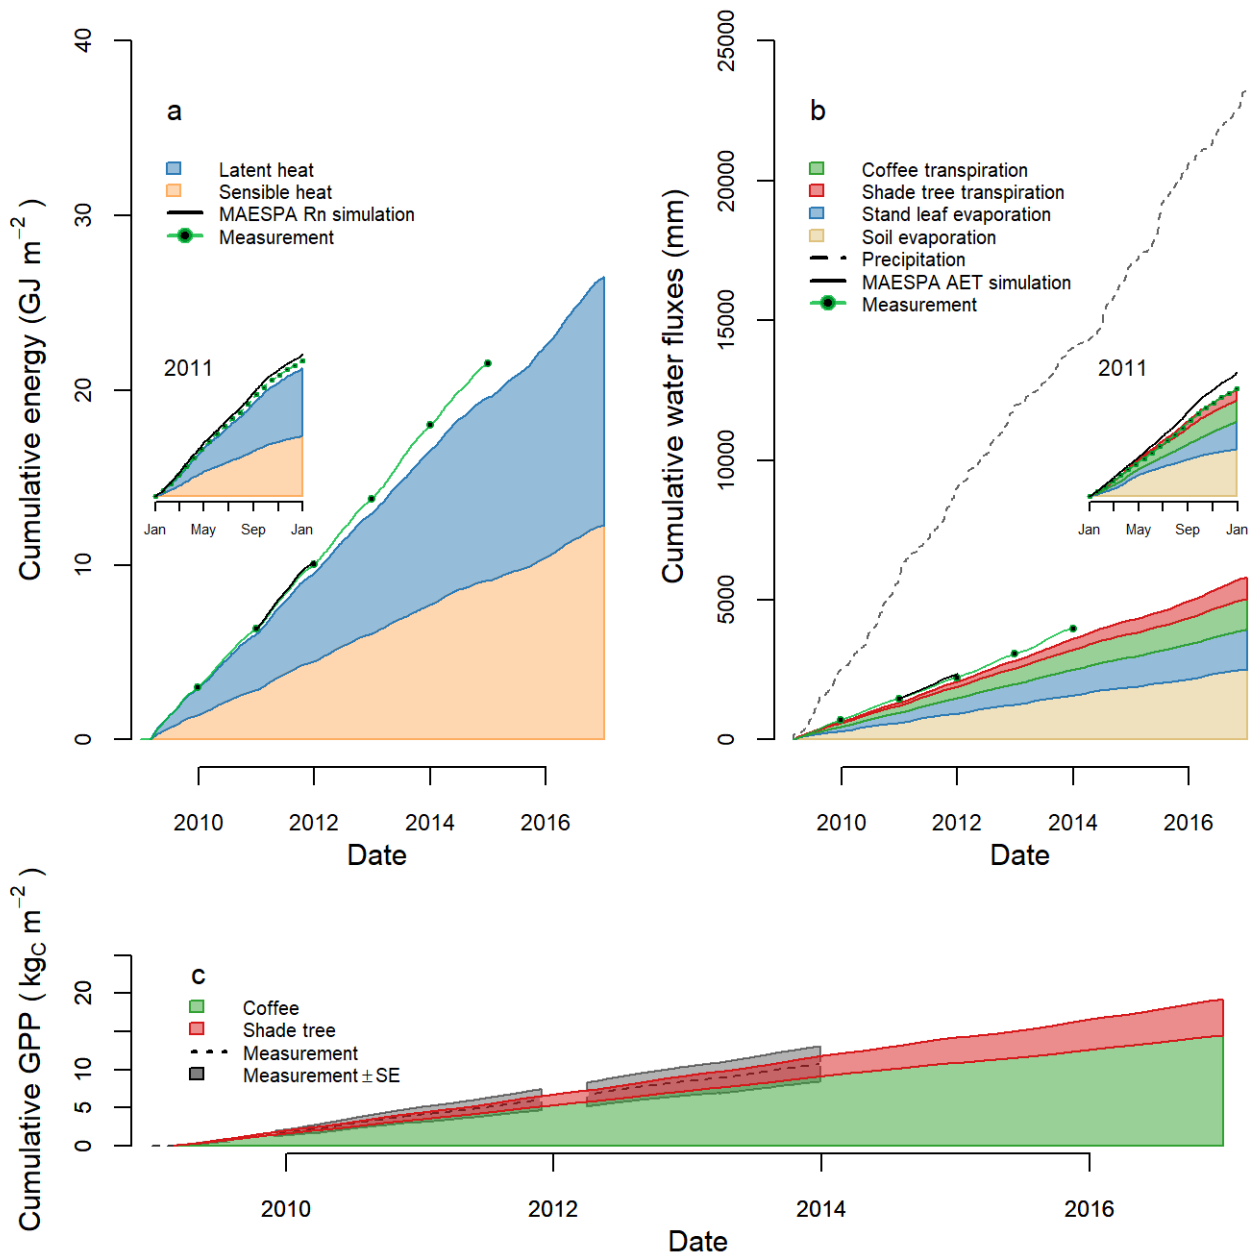 a
Latent heat
Sensible heat
MAESPA Rn simulation
Measurement
Cumulative energy (GJ m⁻²)
0
10
20
30
40
2011
Jan
May
Sep
Jan
2010
2012
2014
2016
Date
b
Coffee transpiration
Shade tree transpiration
Stand leaf evaporation
Soil evaporation
Precipitation
MAESPA AET simulation
Measurement
Cumulative water fluxes (mm)
0
5000
10000
15000
20000
25000
2011
Jan
May
Sep
Jan
2010
2012
2014
2016
Date
c
Coffee
Shade tree
Measurement
Measurement ± SE
Cumulative GPP ( kgC m⁻²)
0
5
10
20
2010
2012
2014
2016
Date